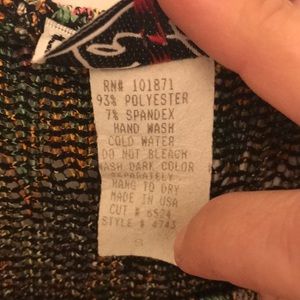 RN# 101871
93% POLYESTER
7% SPANDEX
HAND WASH
COLD WATER
DO NOT BLEACH
WASH DARK COLOR
SEPARATELY
HANG TO DRY
MADE IN USA
CUT # 6524
STYLE # 4743
S